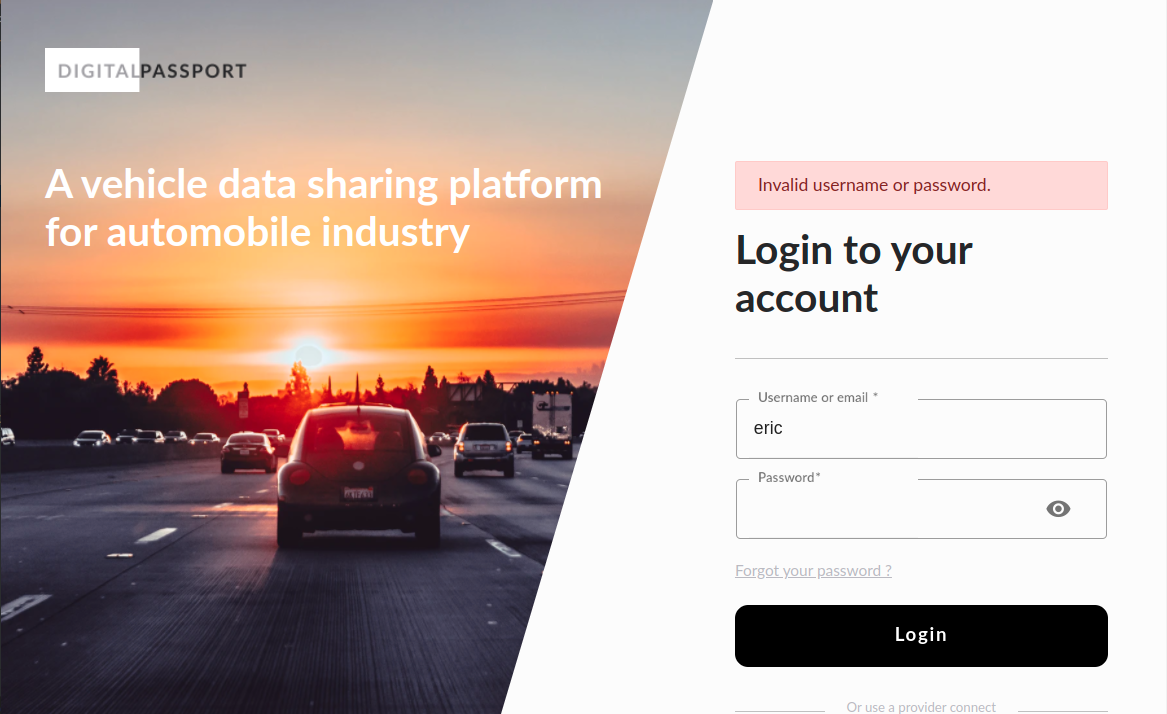 DIGITALPASSPORT
A vehicle data sharing platform
for automobile industry
Invalid username or password.
Login to your
account
Username or email *
eric
Password*
Forgot your password ?
Login
Or use a provider connect